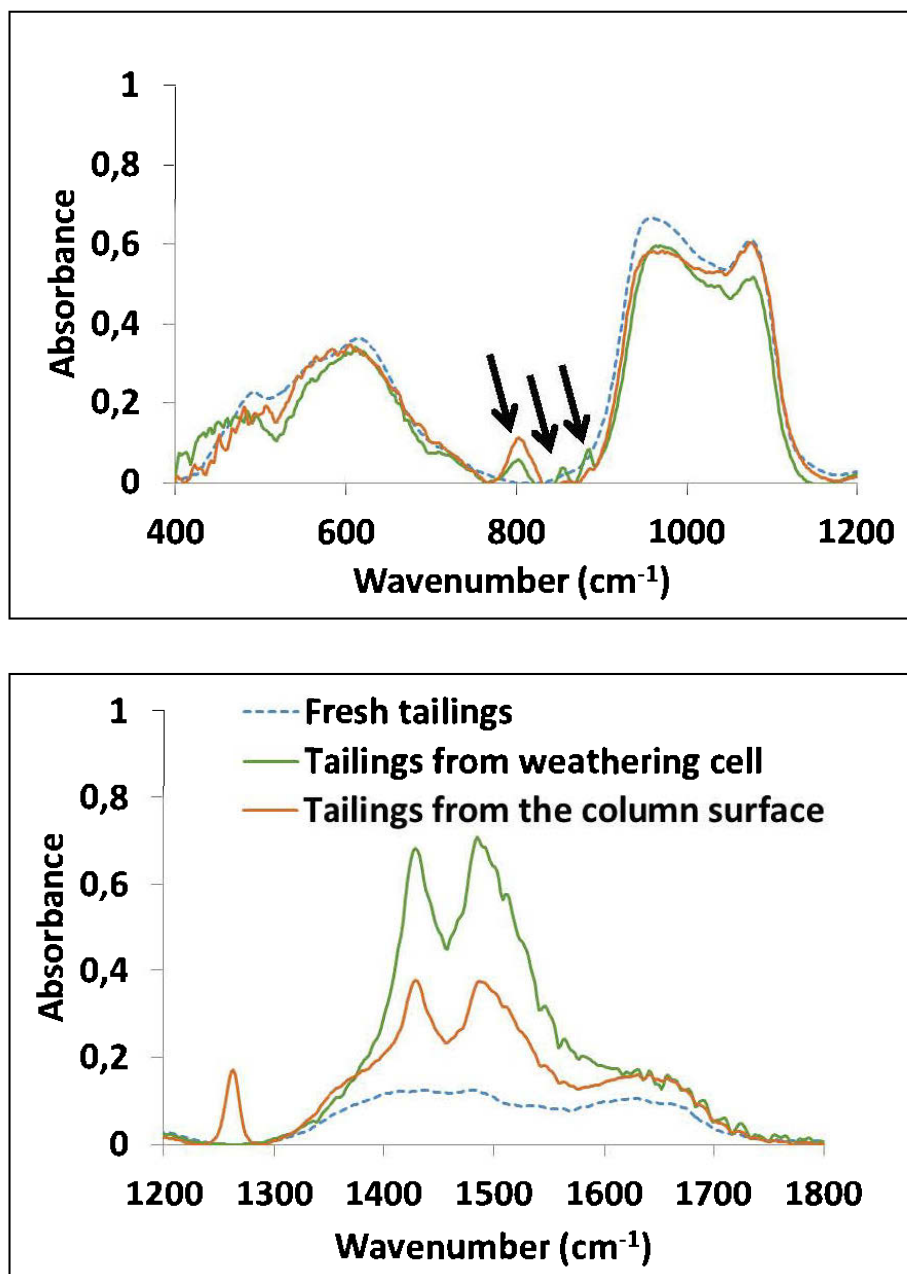 1
0,8
0,6
0,4
0,2
0
Absorbance
400 600 800 1000 1200
Wavenumber (cm-1)
1
0,8
0,6
0,4
0,2
0
Absorbance
Fresh tailings
Tailings from weathering cell
Tailings from the column surface
1200 1300 1400 1500 1600 1700 1800
Wavenumber (cm-1)